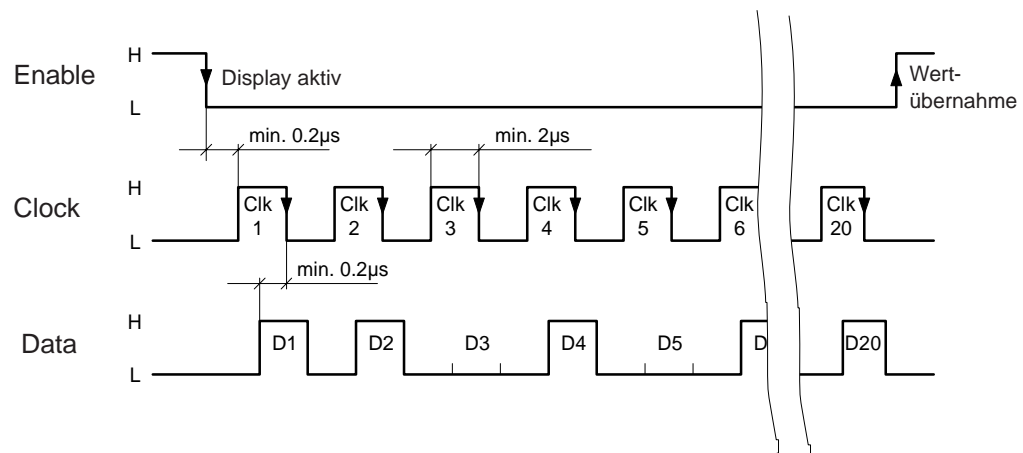 H
Enable
Display aktiv
Wert-
übernahme
L
min. 0.2µs
min. 2µs
H
Clock
Clk
1
Clk
2
Clk
3
Clk
4
Clk
5
Clk
6
Clk
20
L
min. 0.2µs
H
Data
D1
D2
D3
D4
D5
D
D20
L